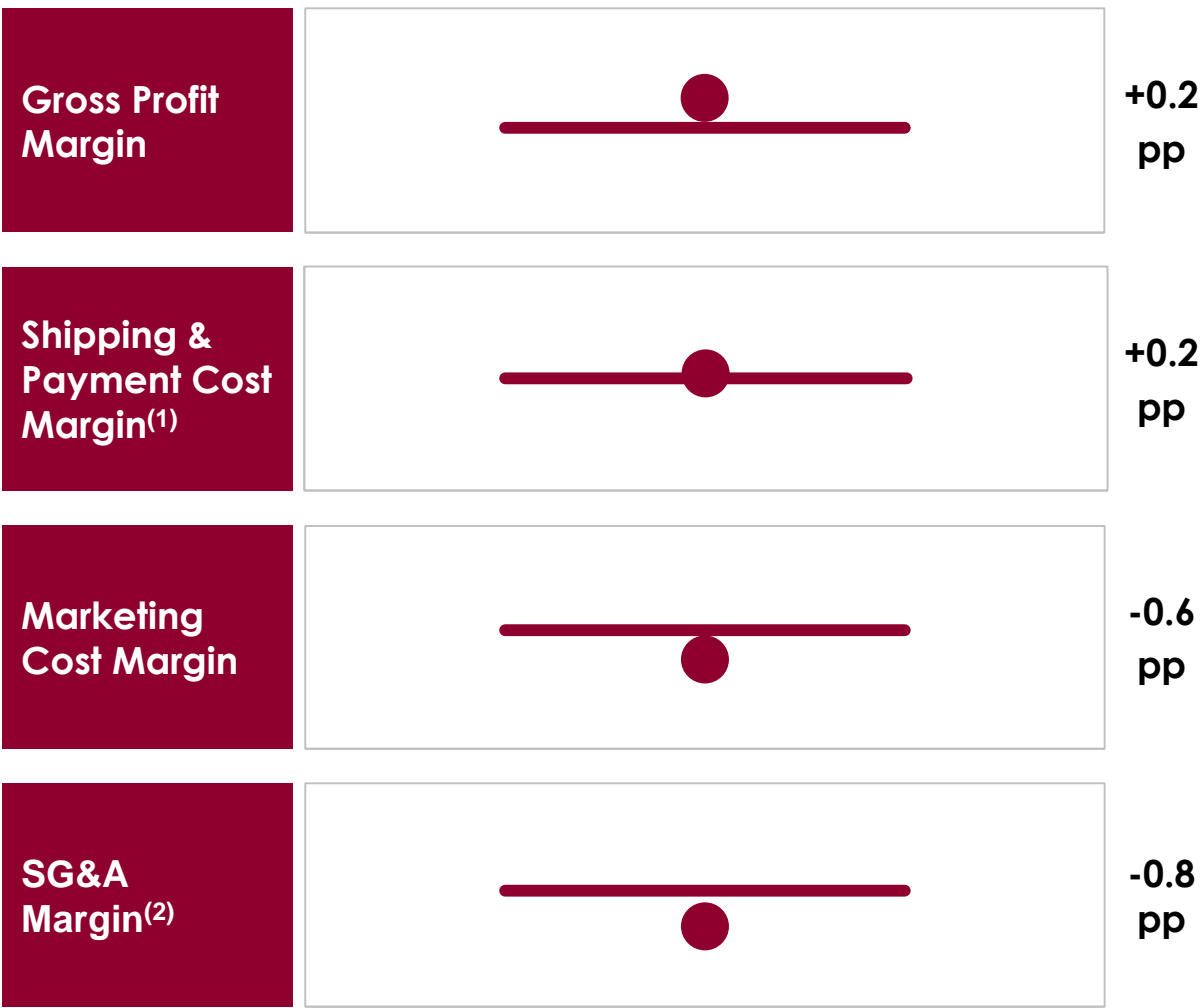 Gross Profit
Margin
+0.2
pp
Shipping &
Payment Cost
Margin(1)
+0.2
pp
Marketing
Cost Margin
-0.6
pp
SG&A
Margin(2)
-0.8
pp